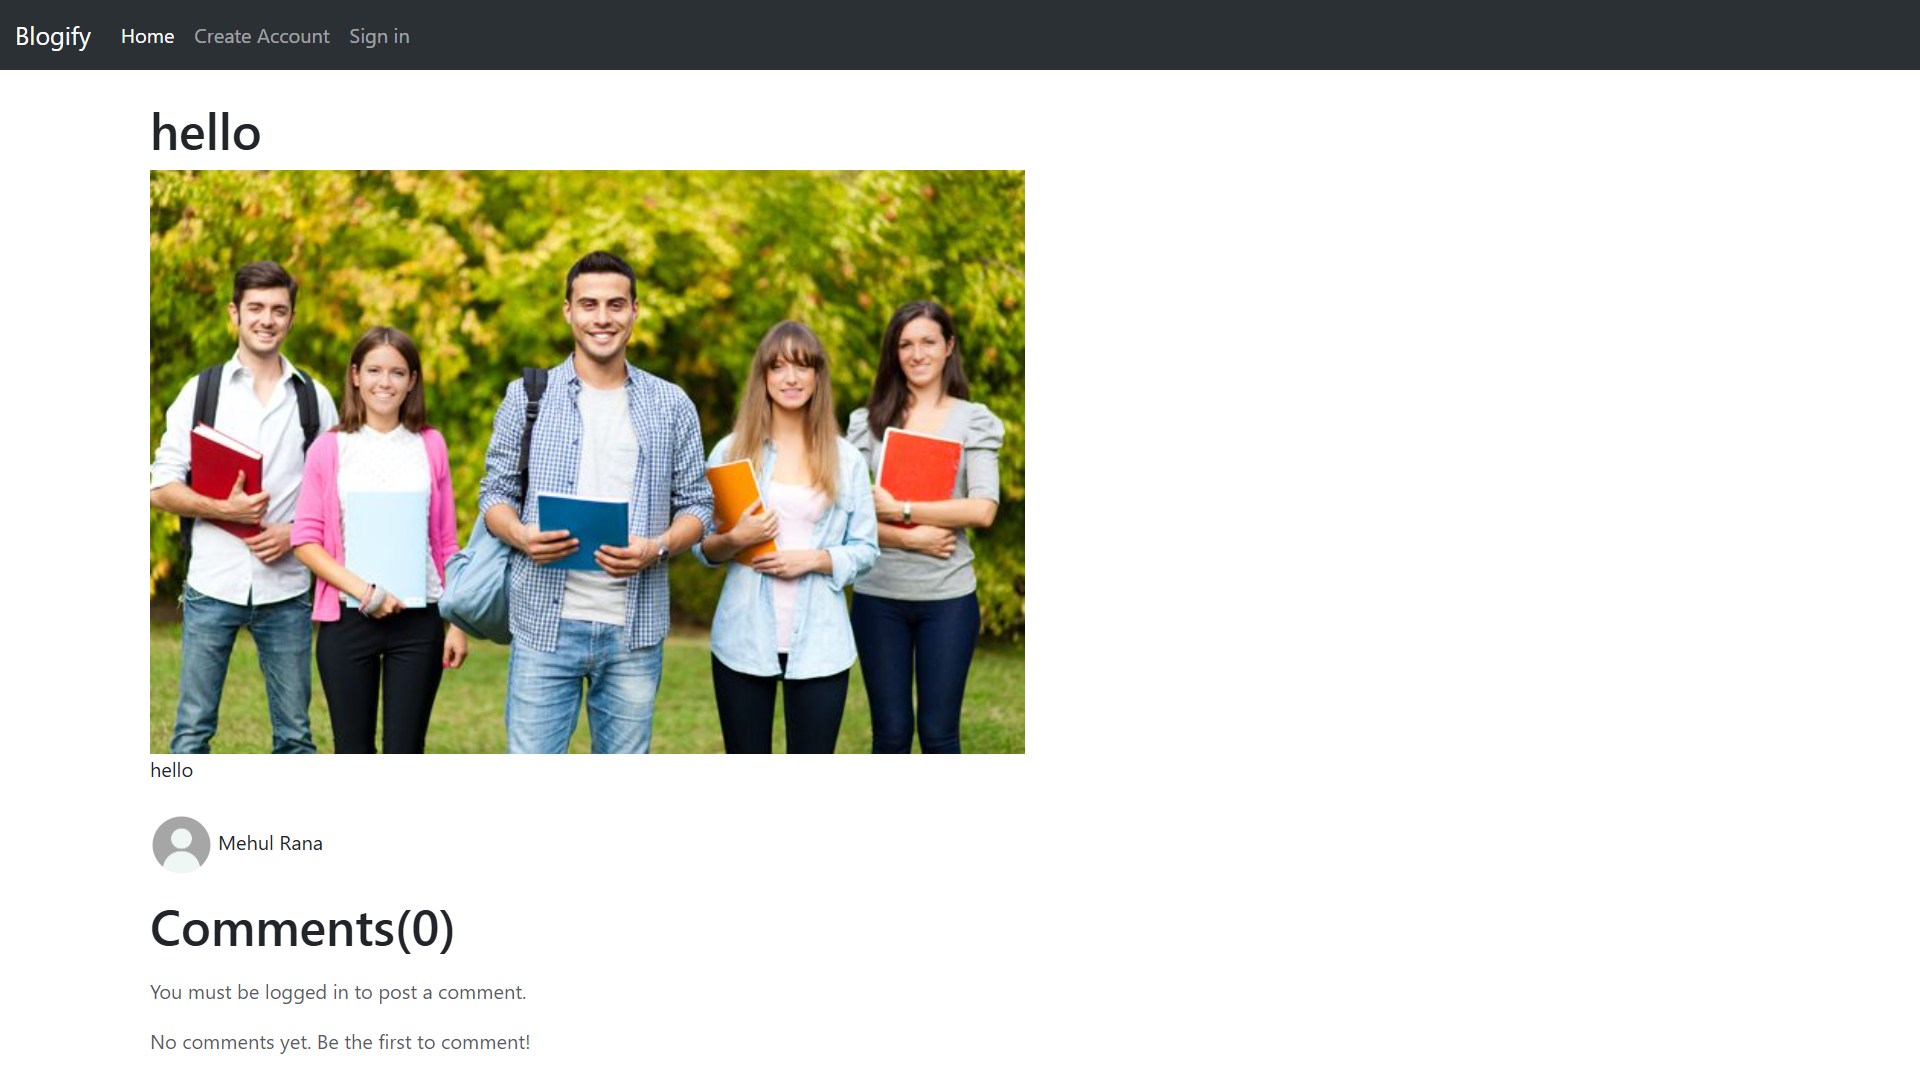 Blogify Home Create Account Sign in
hello
hello
Mehul Rana
Comments(0)
You must be logged in to post a comment.
No comments yet. Be the first to comment!